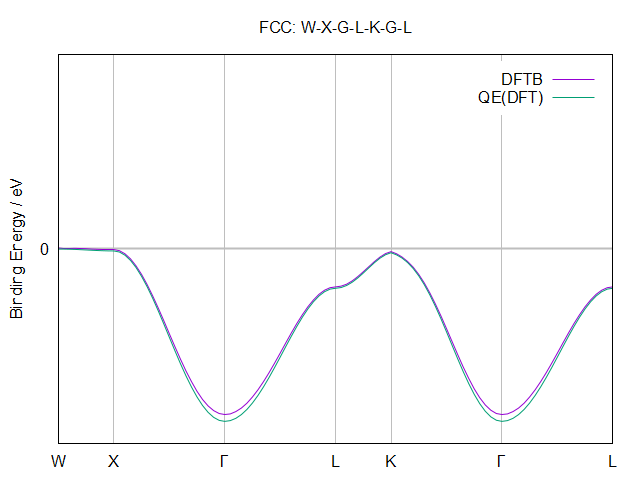 FCC: W-X-G-L-K-G-L
DFTB
QE(DFT)
Binding Energy / eV
0
W X Γ L K Γ L